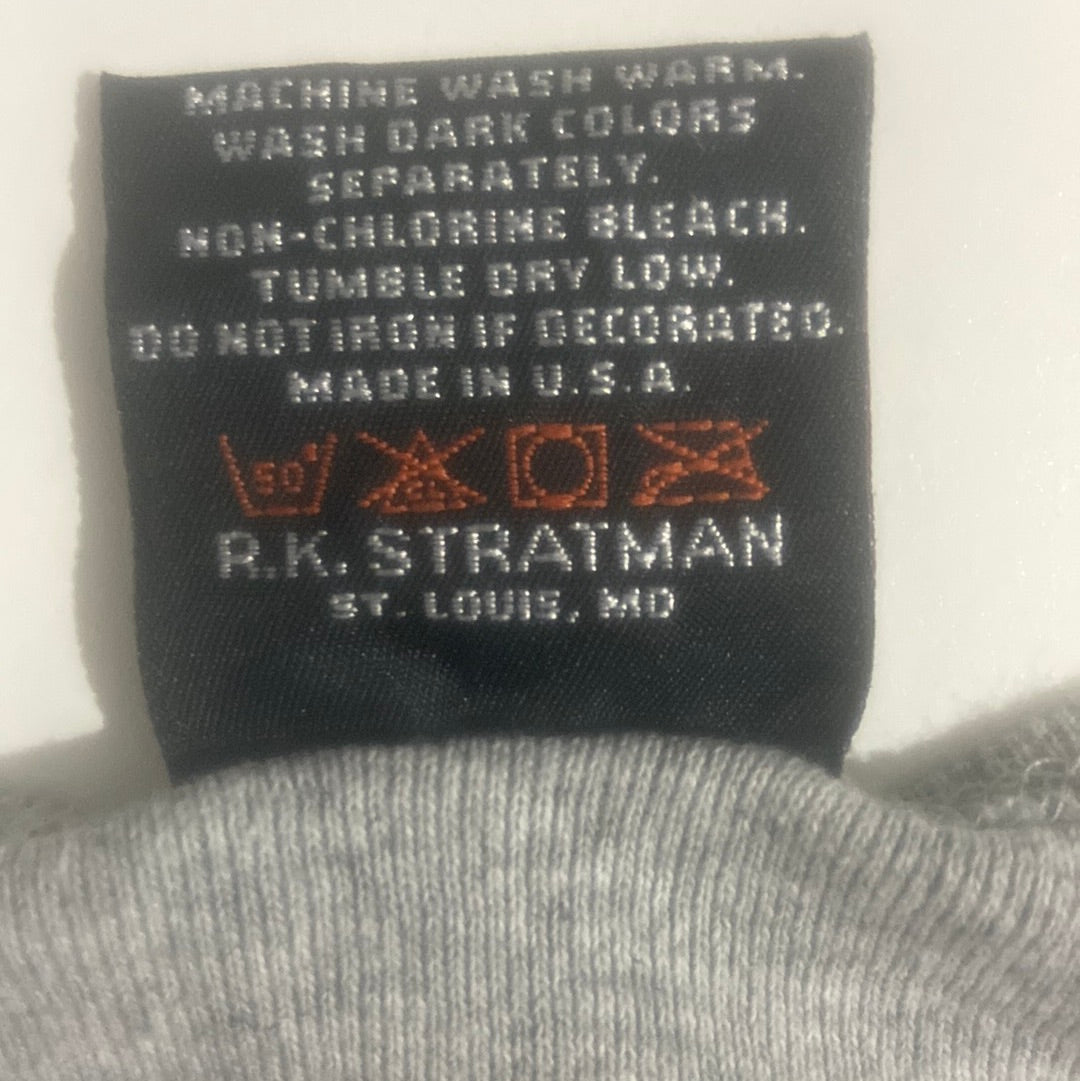 MACHINE WASH WARM.
WASH DARK COLORS
SEPARATELY.
NON-CHLORINE BLEACH.
TUMBLE DRY LOW.
DO NOT IRON IF DECORATED.
MADE IN U.S.A.
50°
CL
R.K. STRATMAN
ST. LOUIS, MO